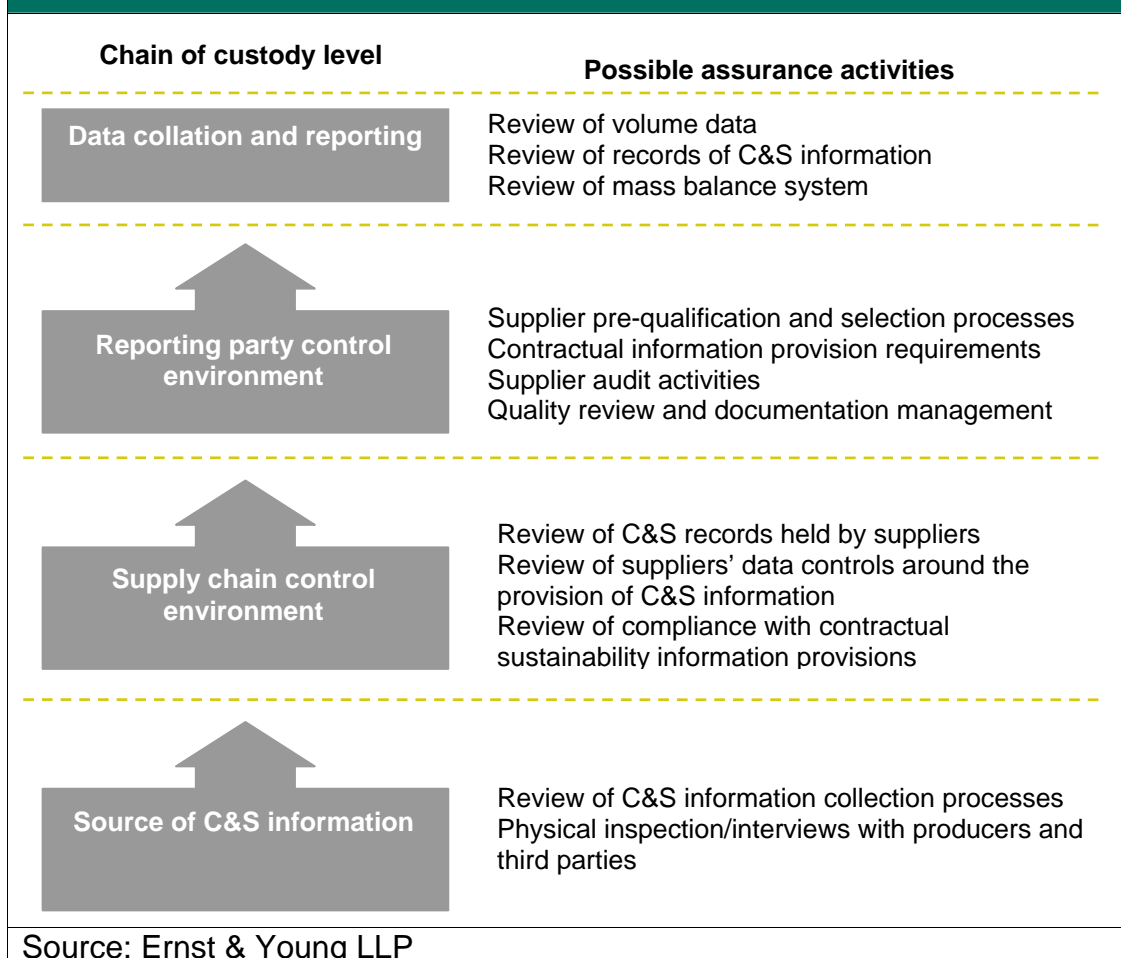 Chain of custody level
Possible assurance activities
Data collation and reporting
Review of volume data
Review of records of C&S information
Review of mass balance system
Reporting party control
environment
Supplier pre-qualification and selection processes
Contractual information provision requirements
Supplier audit activities
Quality review and documentation management
Supply chain control
environment
Review of C&S records held by suppliers
Review of suppliers’ data controls around the
provision of C&S information
Review of compliance with contractual
sustainability information provisions
Source of C&S information
Review of C&S information collection processes
Physical inspection/interviews with producers and
third parties
Source: Ernst & Young LLP